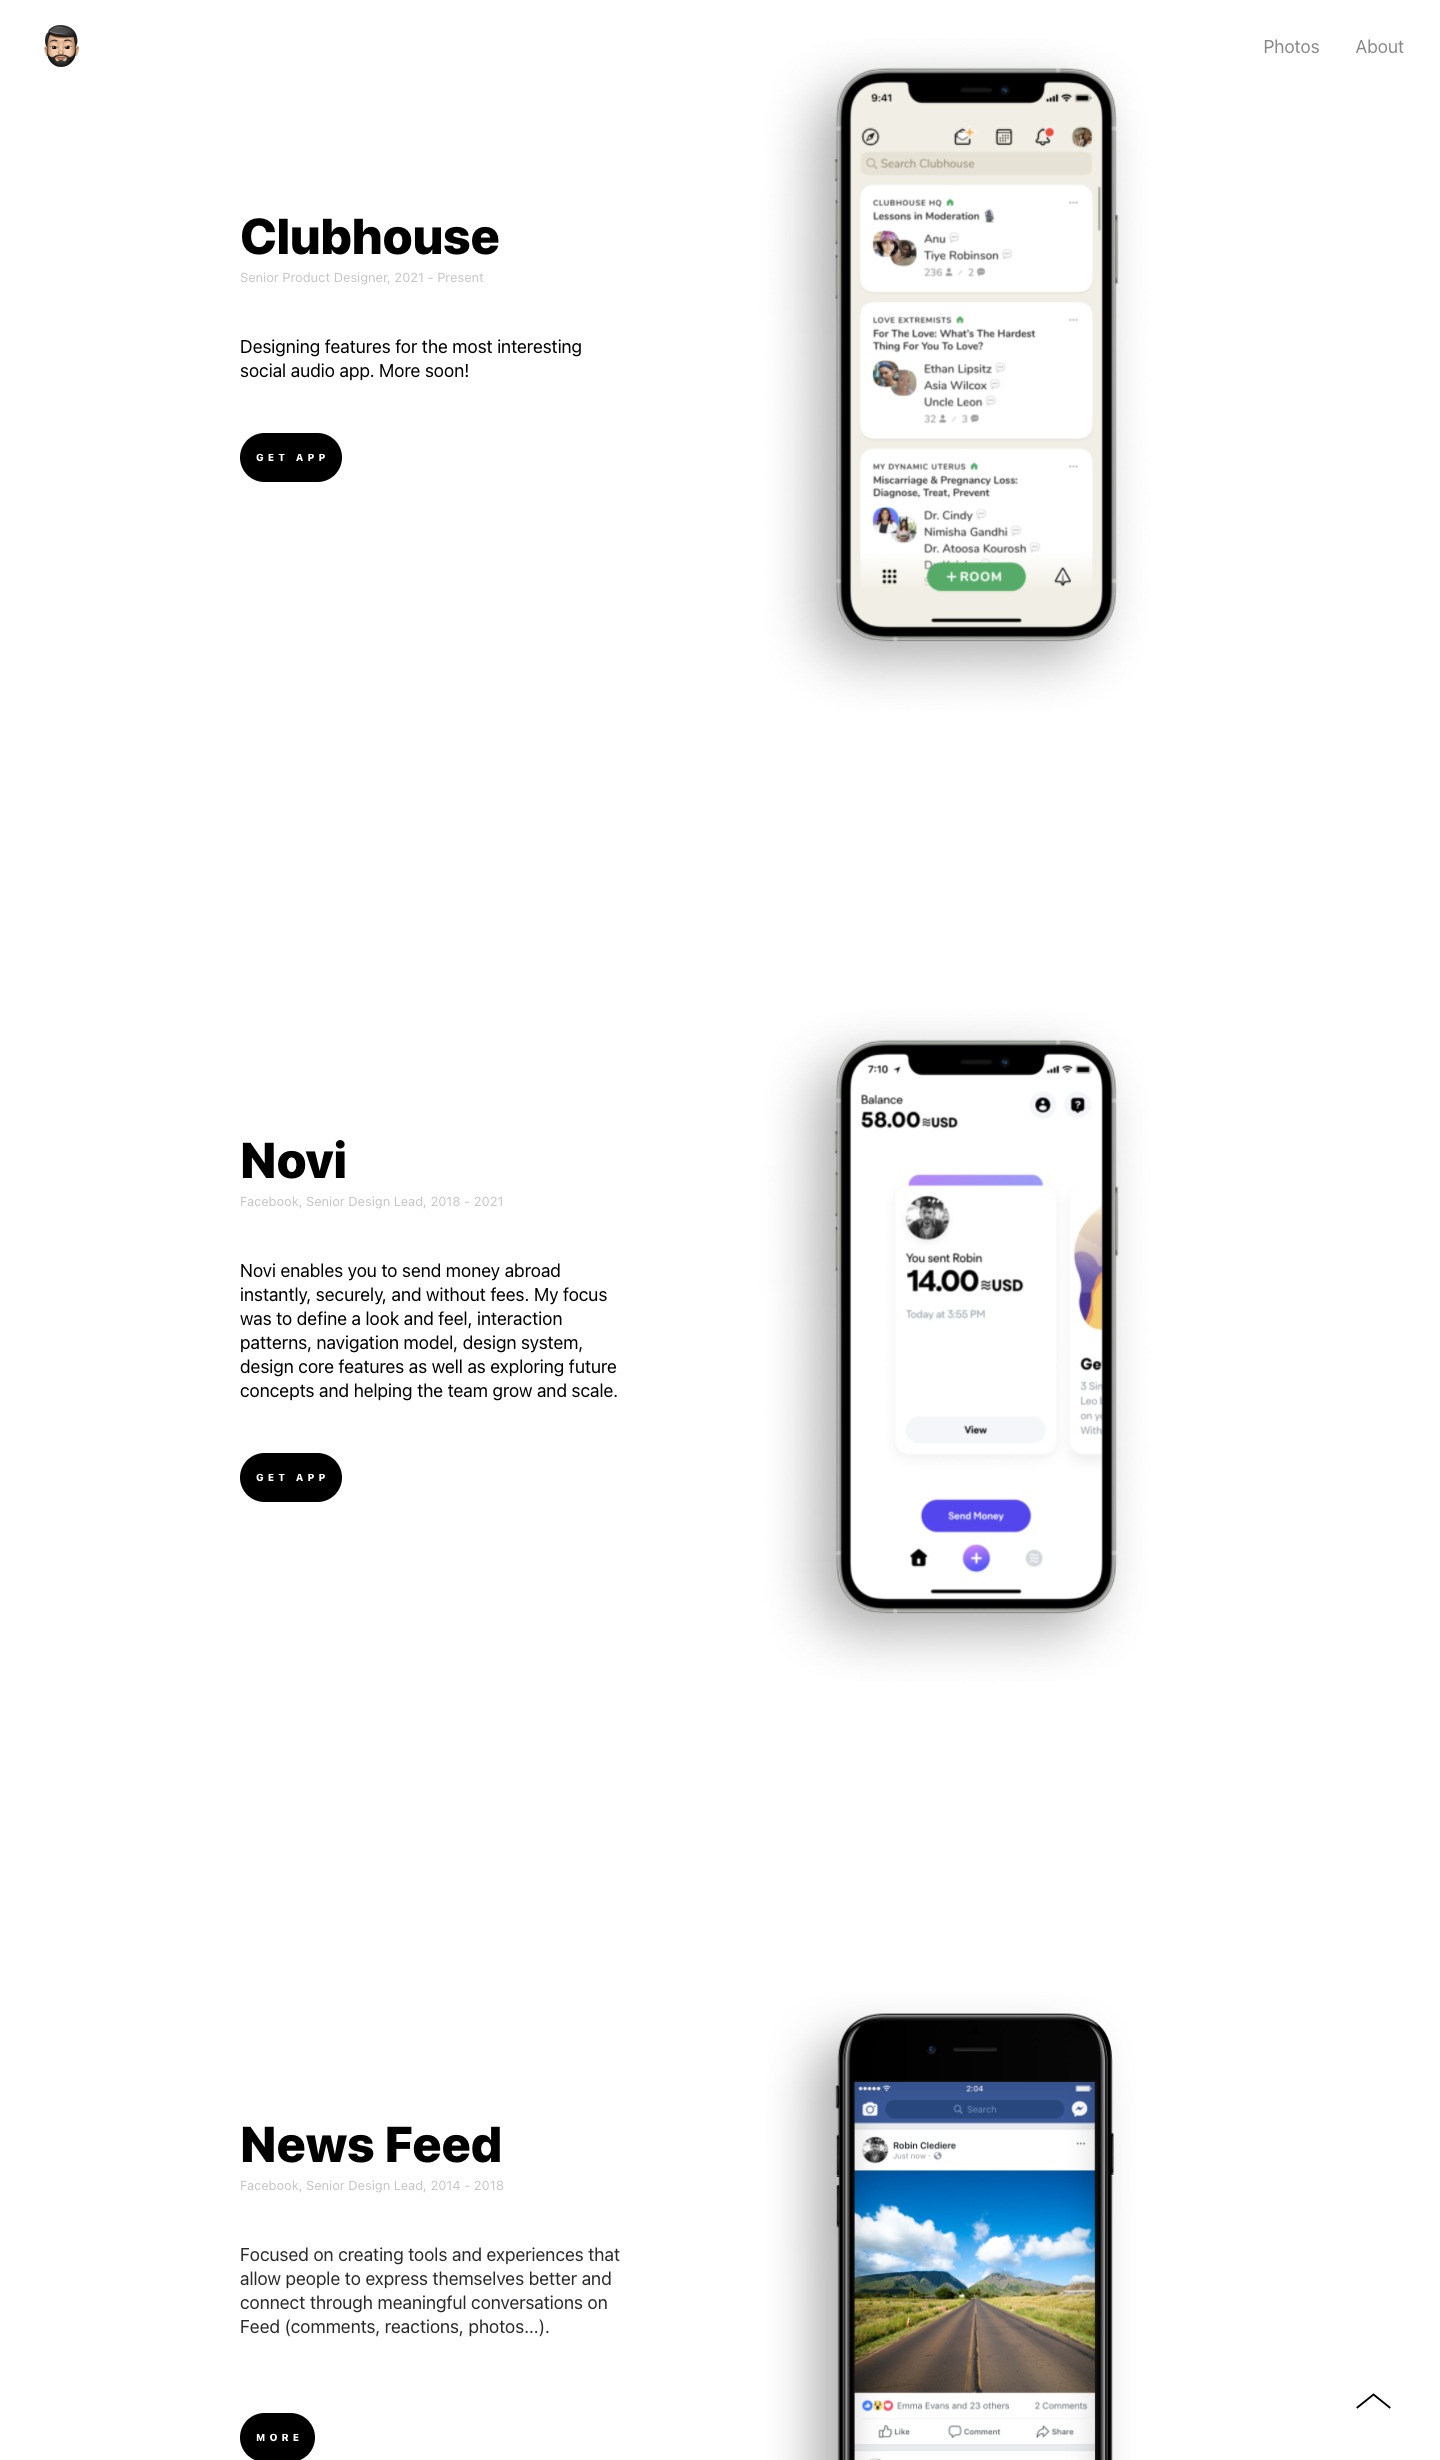 Photos
About
Clubhouse
Senior Product Designer, 2021 - Present
Designing features for the most interesting
social audio app. More soon!
GET APP
9:41
Search Clubhouse
CLUBHOUSE HQ
Lessons in Moderation
Anu
Tiye Robinson
236 / 2
LOVE EXTREMISTS
For The Love: What's The Hardest
Thing For You To Love?
Ethan Lipsitz
Asia Wilcox
Uncle Leon
32 / 3
MY DYNAMIC UTERUS
Miscarriage & Pregnancy Loss:
Diagnose, Treat, Prevent
Dr. Cindy
Nimisha Gandhi
Dr. Atoosa Kourosh
+ ROOM
Novi
Facebook, Senior Design Lead, 2018 - 2021
Novi enables you to send money abroad
instantly, securely, and without fees. My focus
was to define a look and feel, interaction
patterns, navigation model, design system,
design core features as well as exploring future
concepts and helping the team grow and scale.
GET APP
7:10
Balance
58.00≋USD
You sent Robin
14.00≋USD
Today at 3:55 PM
View
Ge
3 Sin
Leo
on y
With
Send Money
News Feed
Facebook, Senior Design Lead, 2014 - 2018
Focused on creating tools and experiences that
allow people to express themselves better and
connect through meaningful conversations on
Feed (comments, reactions, photos...).
MORE
2:04
Search
Robin Clediere
Just now ·
Emma Evans and 23 others
2 Comments
Like
Comment
Share